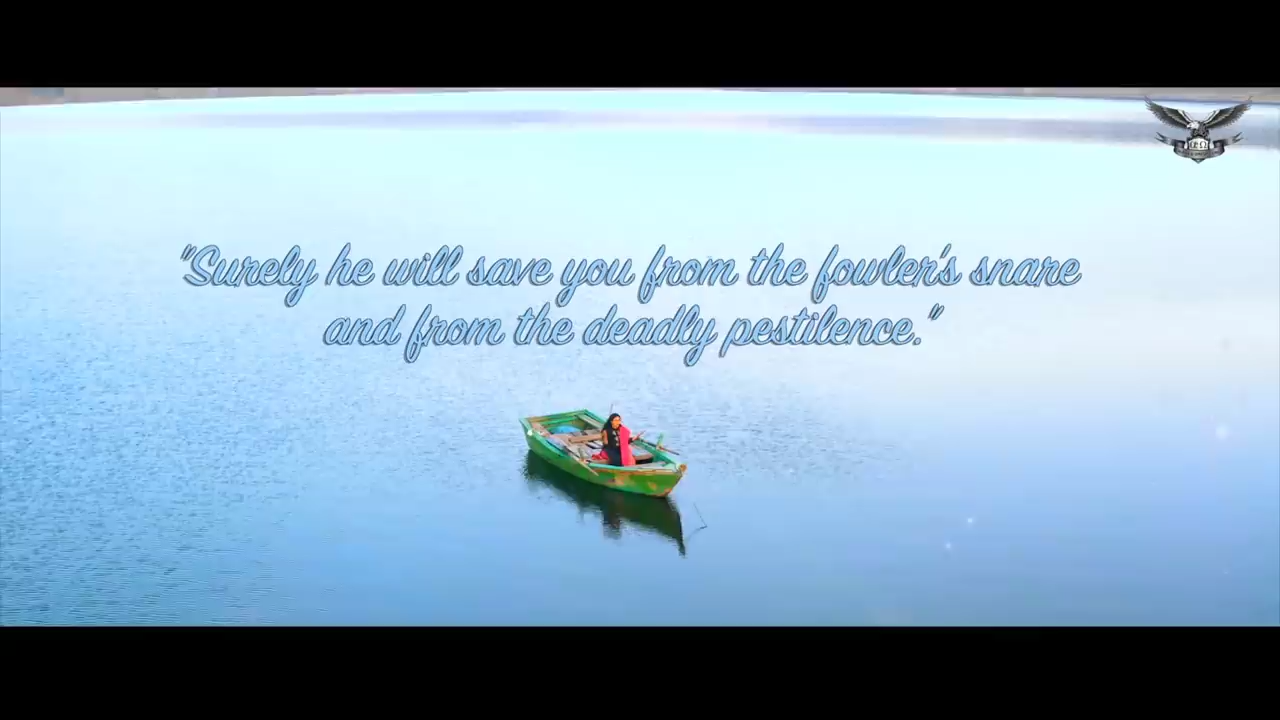 "Surely he will save you from the fowler's snare
and from the deadly pestilence."